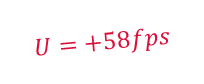 U = +58fps